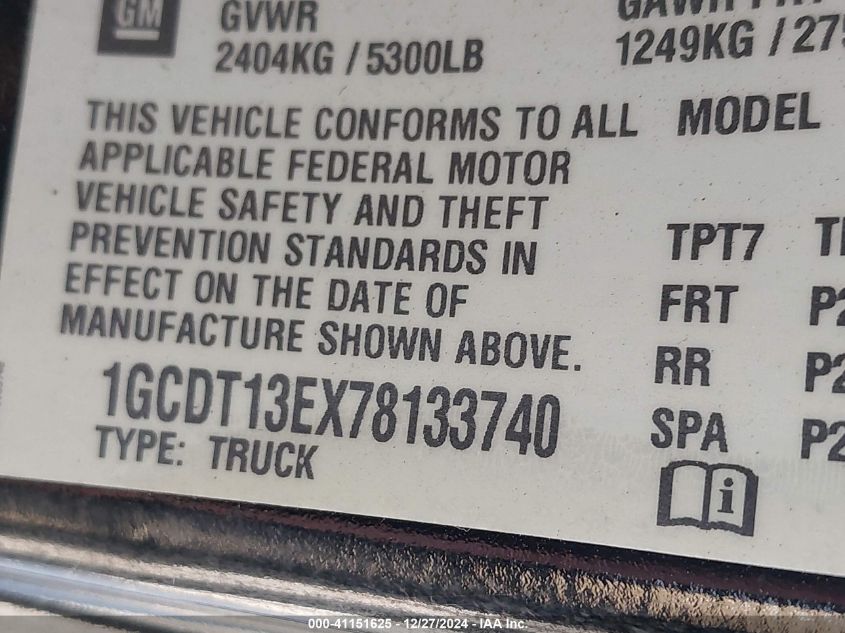 GM
GVWR
2404KG / 5300LB
1249KG /
THIS VEHICLE CONFORMS TO ALL
APPLICABLE FEDERAL MOTOR
VEHICLE SAFETY AND THEFT
PREVENTION STANDARDS IN
EFFECT ON THE DATE OF
MANUFACTURE SHOWN ABOVE.
1GCDT13EX78133740
TYPE: TRUCK
MODEL
TPT7
FRT
RR
SPA
i
000-41151625 - 12/27/2024 - IAA Inc.